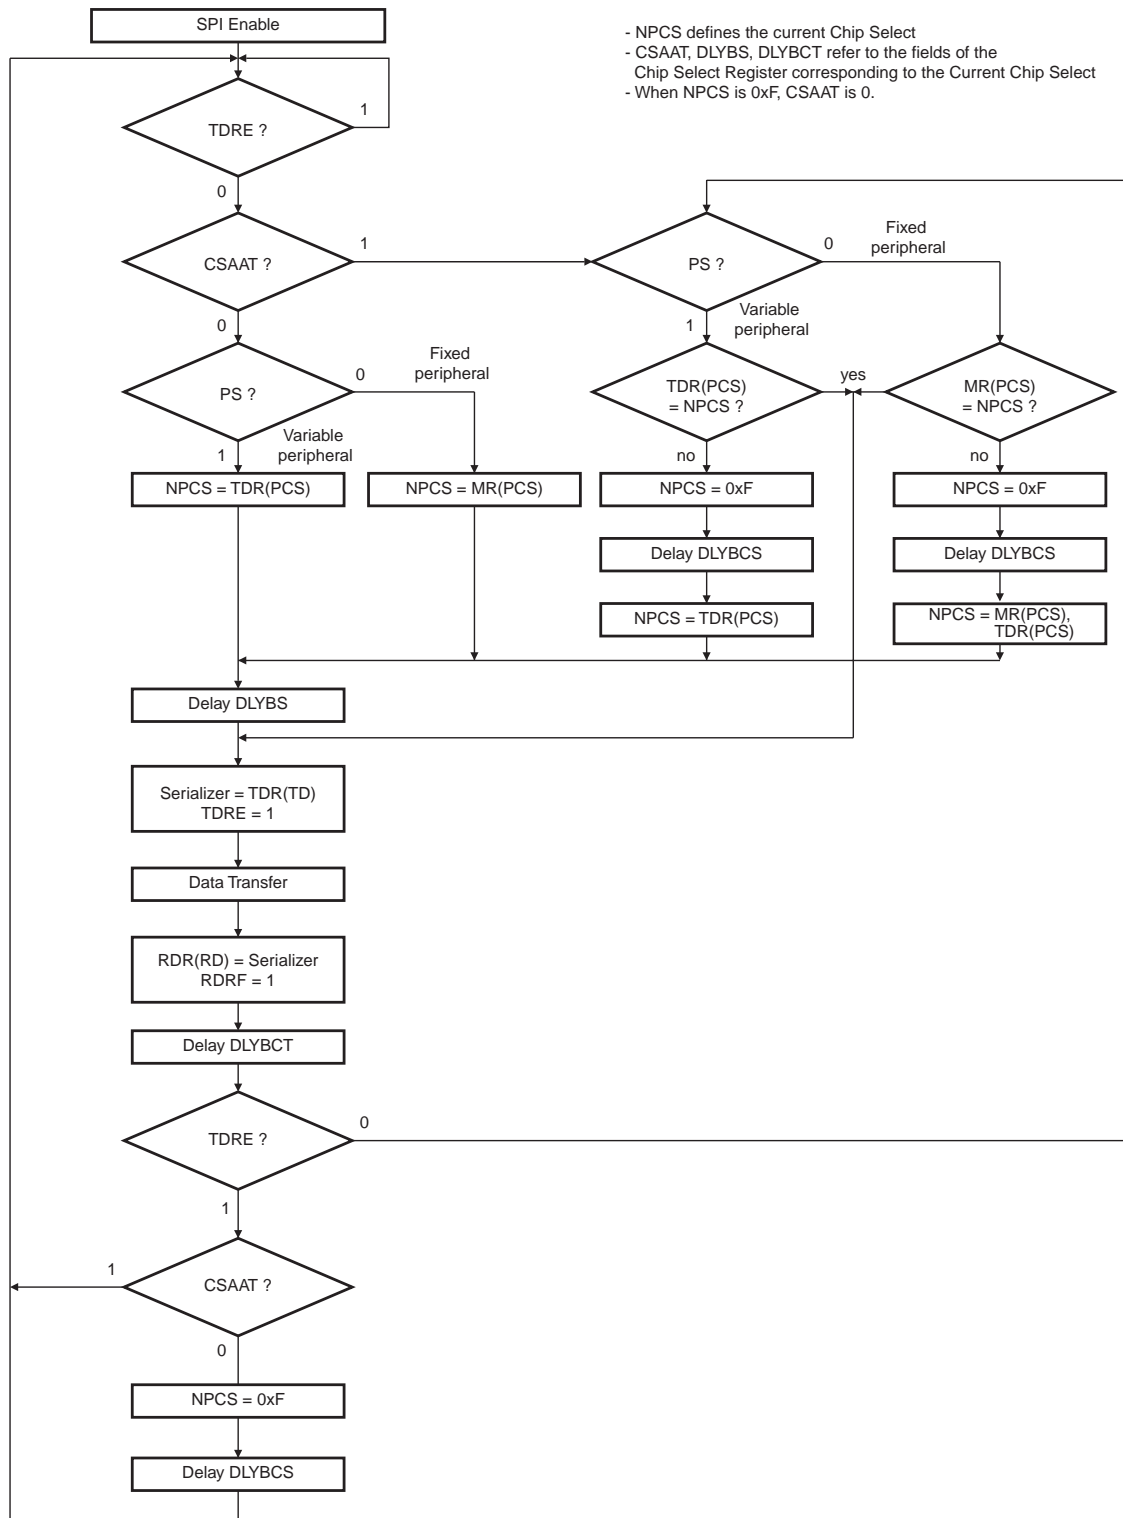 SPI Enable
- NPCS defines the current Chip Select
- CSAAT, DLYBS, DLYBCT refer to the fields of the
Chip Select Register corresponding to the Current Chip Select
- When NPCS is 0xF, CSAAT is 0.
1
TDRE ?
0
CSAAT ?
1
PS ?
0
Fixed
peripheral
0
1
Variable
peripheral
PS ?
0
Fixed
peripheral
TDR(PCS)
= NPCS ?
yes
MR(PCS)
= NPCS ?
1
Variable
peripheral
no
no
NPCS = TDR(PCS)
NPCS = MR(PCS)
NPCS = 0xF
NPCS = 0xF
Delay DLYBCS
Delay DLYBCS
NPCS = TDR(PCS)
NPCS = MR(PCS),
TDR(PCS)
Delay DLYBS
Serializer = TDR(TD)
TDRE = 1
Data Transfer
RDR(RD) = Serializer
RDRF = 1
Delay DLYBCT
TDRE ?
0
1
CSAAT ?
1
0
NPCS = 0xF
Delay DLYBCS